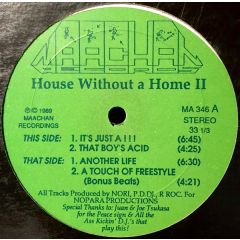 MAACHAN
RECORDS
House Without a Home II
© 1989
MAACHAN
RECORDINGS
MA 346 A
STEREO
33 1/3
THIS SIDE: 1. IT'S JUST A ! ! ! (6:45)
2. THAT BOY'S ACID (5:25)
THAT SIDE: 1. ANOTHER LIFE (6:30)
2. A TOUCH OF FREESTYLE (4:21)
(Bonus Beats)
All Tracks Produced by NORI, P.D.DJ., R ROC. For
NOPARA PRODUCTIONS
Special Thanks to: Juan & Joe Tsukasa
for the Peace sign & All the
Ass Kickin' D.J.'s that
play this!